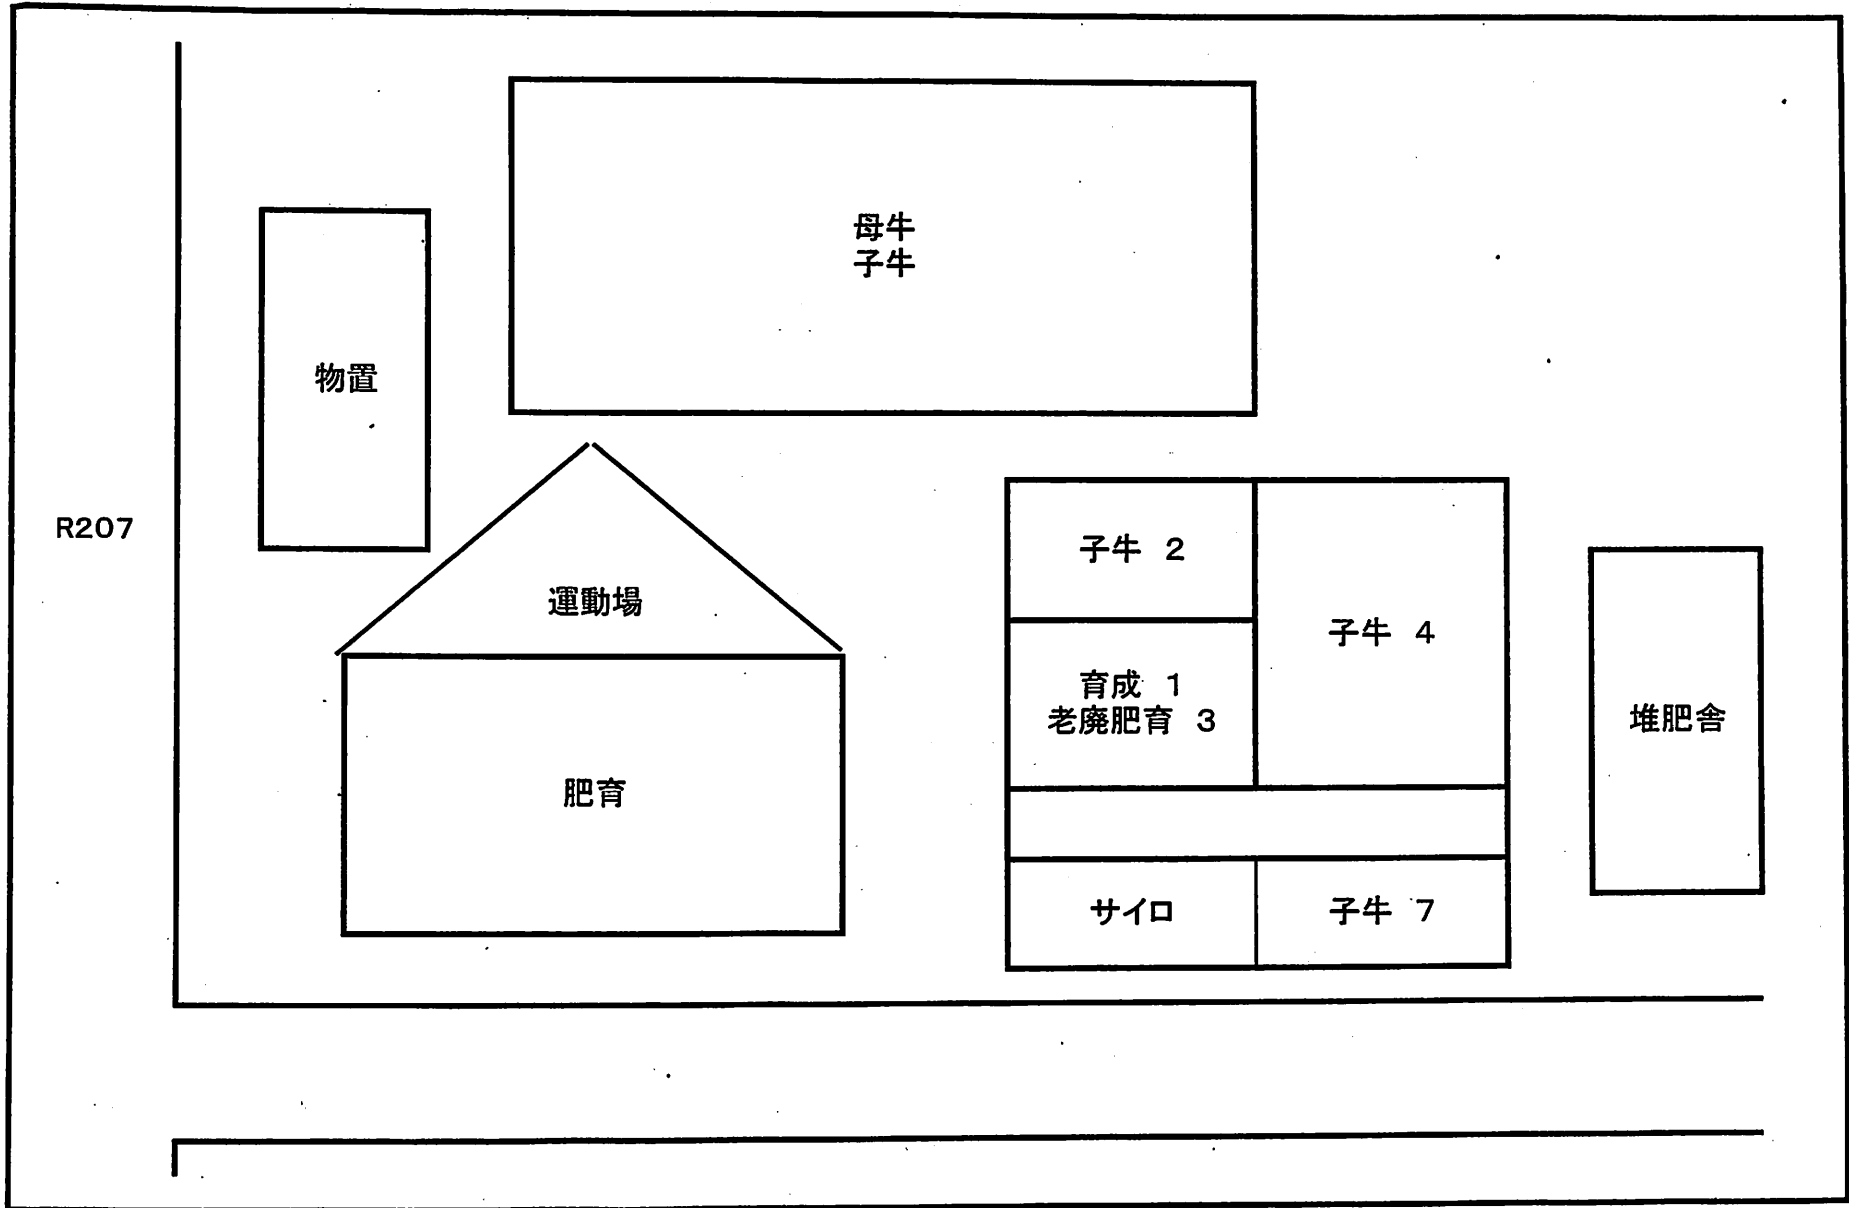 母牛
子牛
物置
R207
運動場
子牛 2
子牛 4
育成 1
老廃肥育 3
堆肥舎
肥育
サイロ
子牛 7